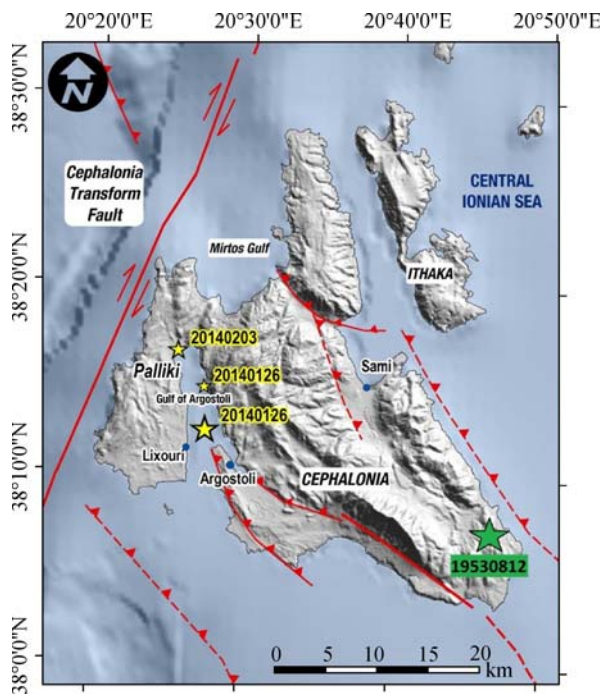 20°20'0"E 20°30'0"E 20°40'0"E 20°50'0"E
38°30'0"N
38°20'0"N
38°10'0"N
38°0'0"N
N
Cephalonia
Transform
Fault
CENTRAL
IONIAN SEA
Mirtos Gulf
ITHAKA
20140203
Palliki
20140126
Sami
Gulf of Argostoli
20140126
Lixouri
Argostoli
CEPHALONIA
19530812
0 5 10 15 20
km